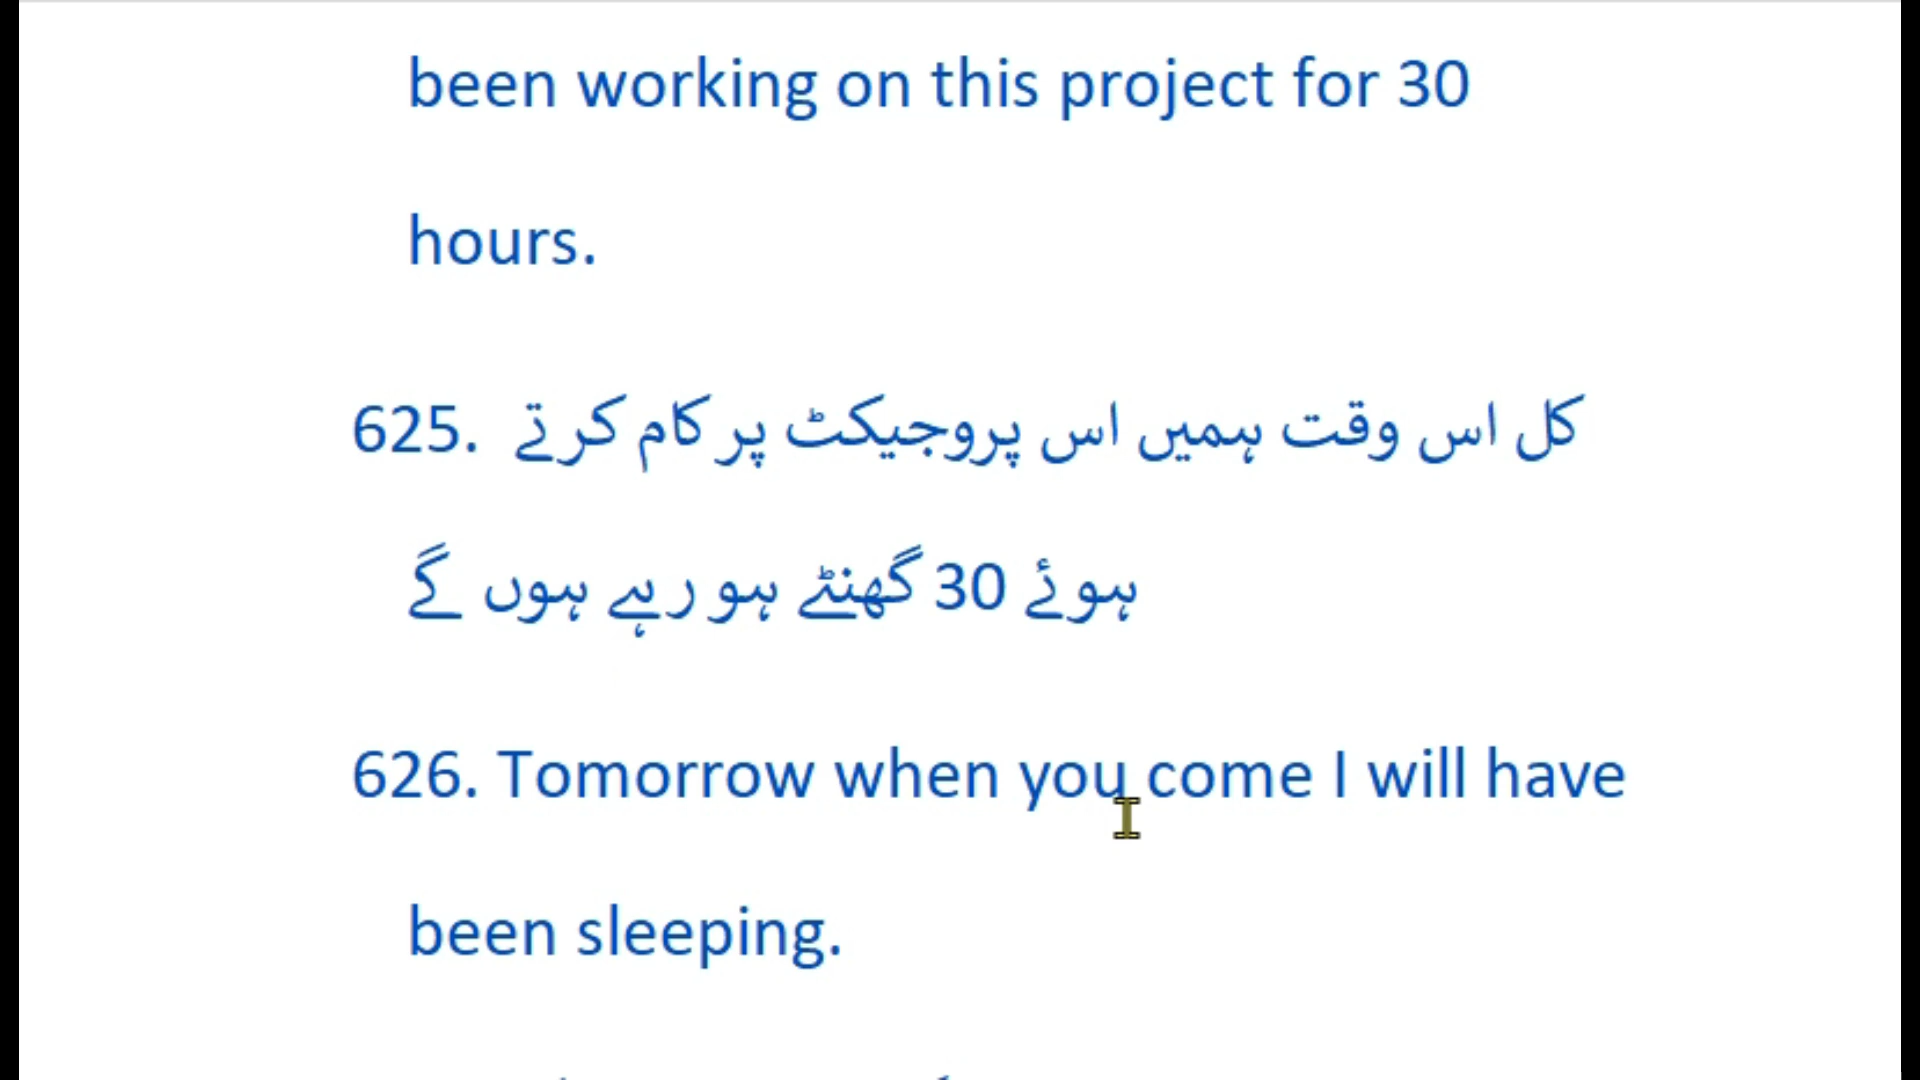 been working on this project for 30
hours.
625. کل اس وقت ہمیں اس پروجیکٹ پر کام کرتے
ہوئے 30 گھنٹے ہو رہے ہوں گے
626. Tomorrow when you come I will have
been sleeping.